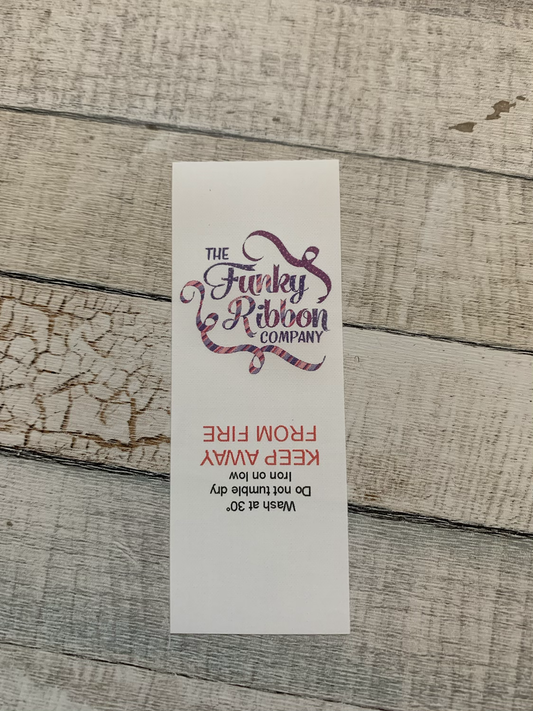 THE
Funky
Ribbon
COMPANY
Wash at 30°
Do not tumble dry
Iron on low
KEEP AWAY
FROM FIRE